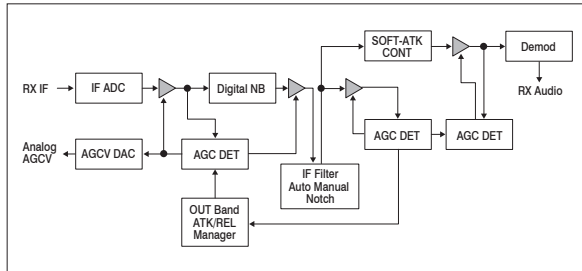 SOFT-ATK
CONT
Demod
RX IF
IF ADC
Digital NB
RX Audio
Analog
AGCV
AGCV DAC
AGC DET
AGC DET
AGC DET
IF Filter
Auto Manual
Notch
OUT Band
ATK/REL
Manager